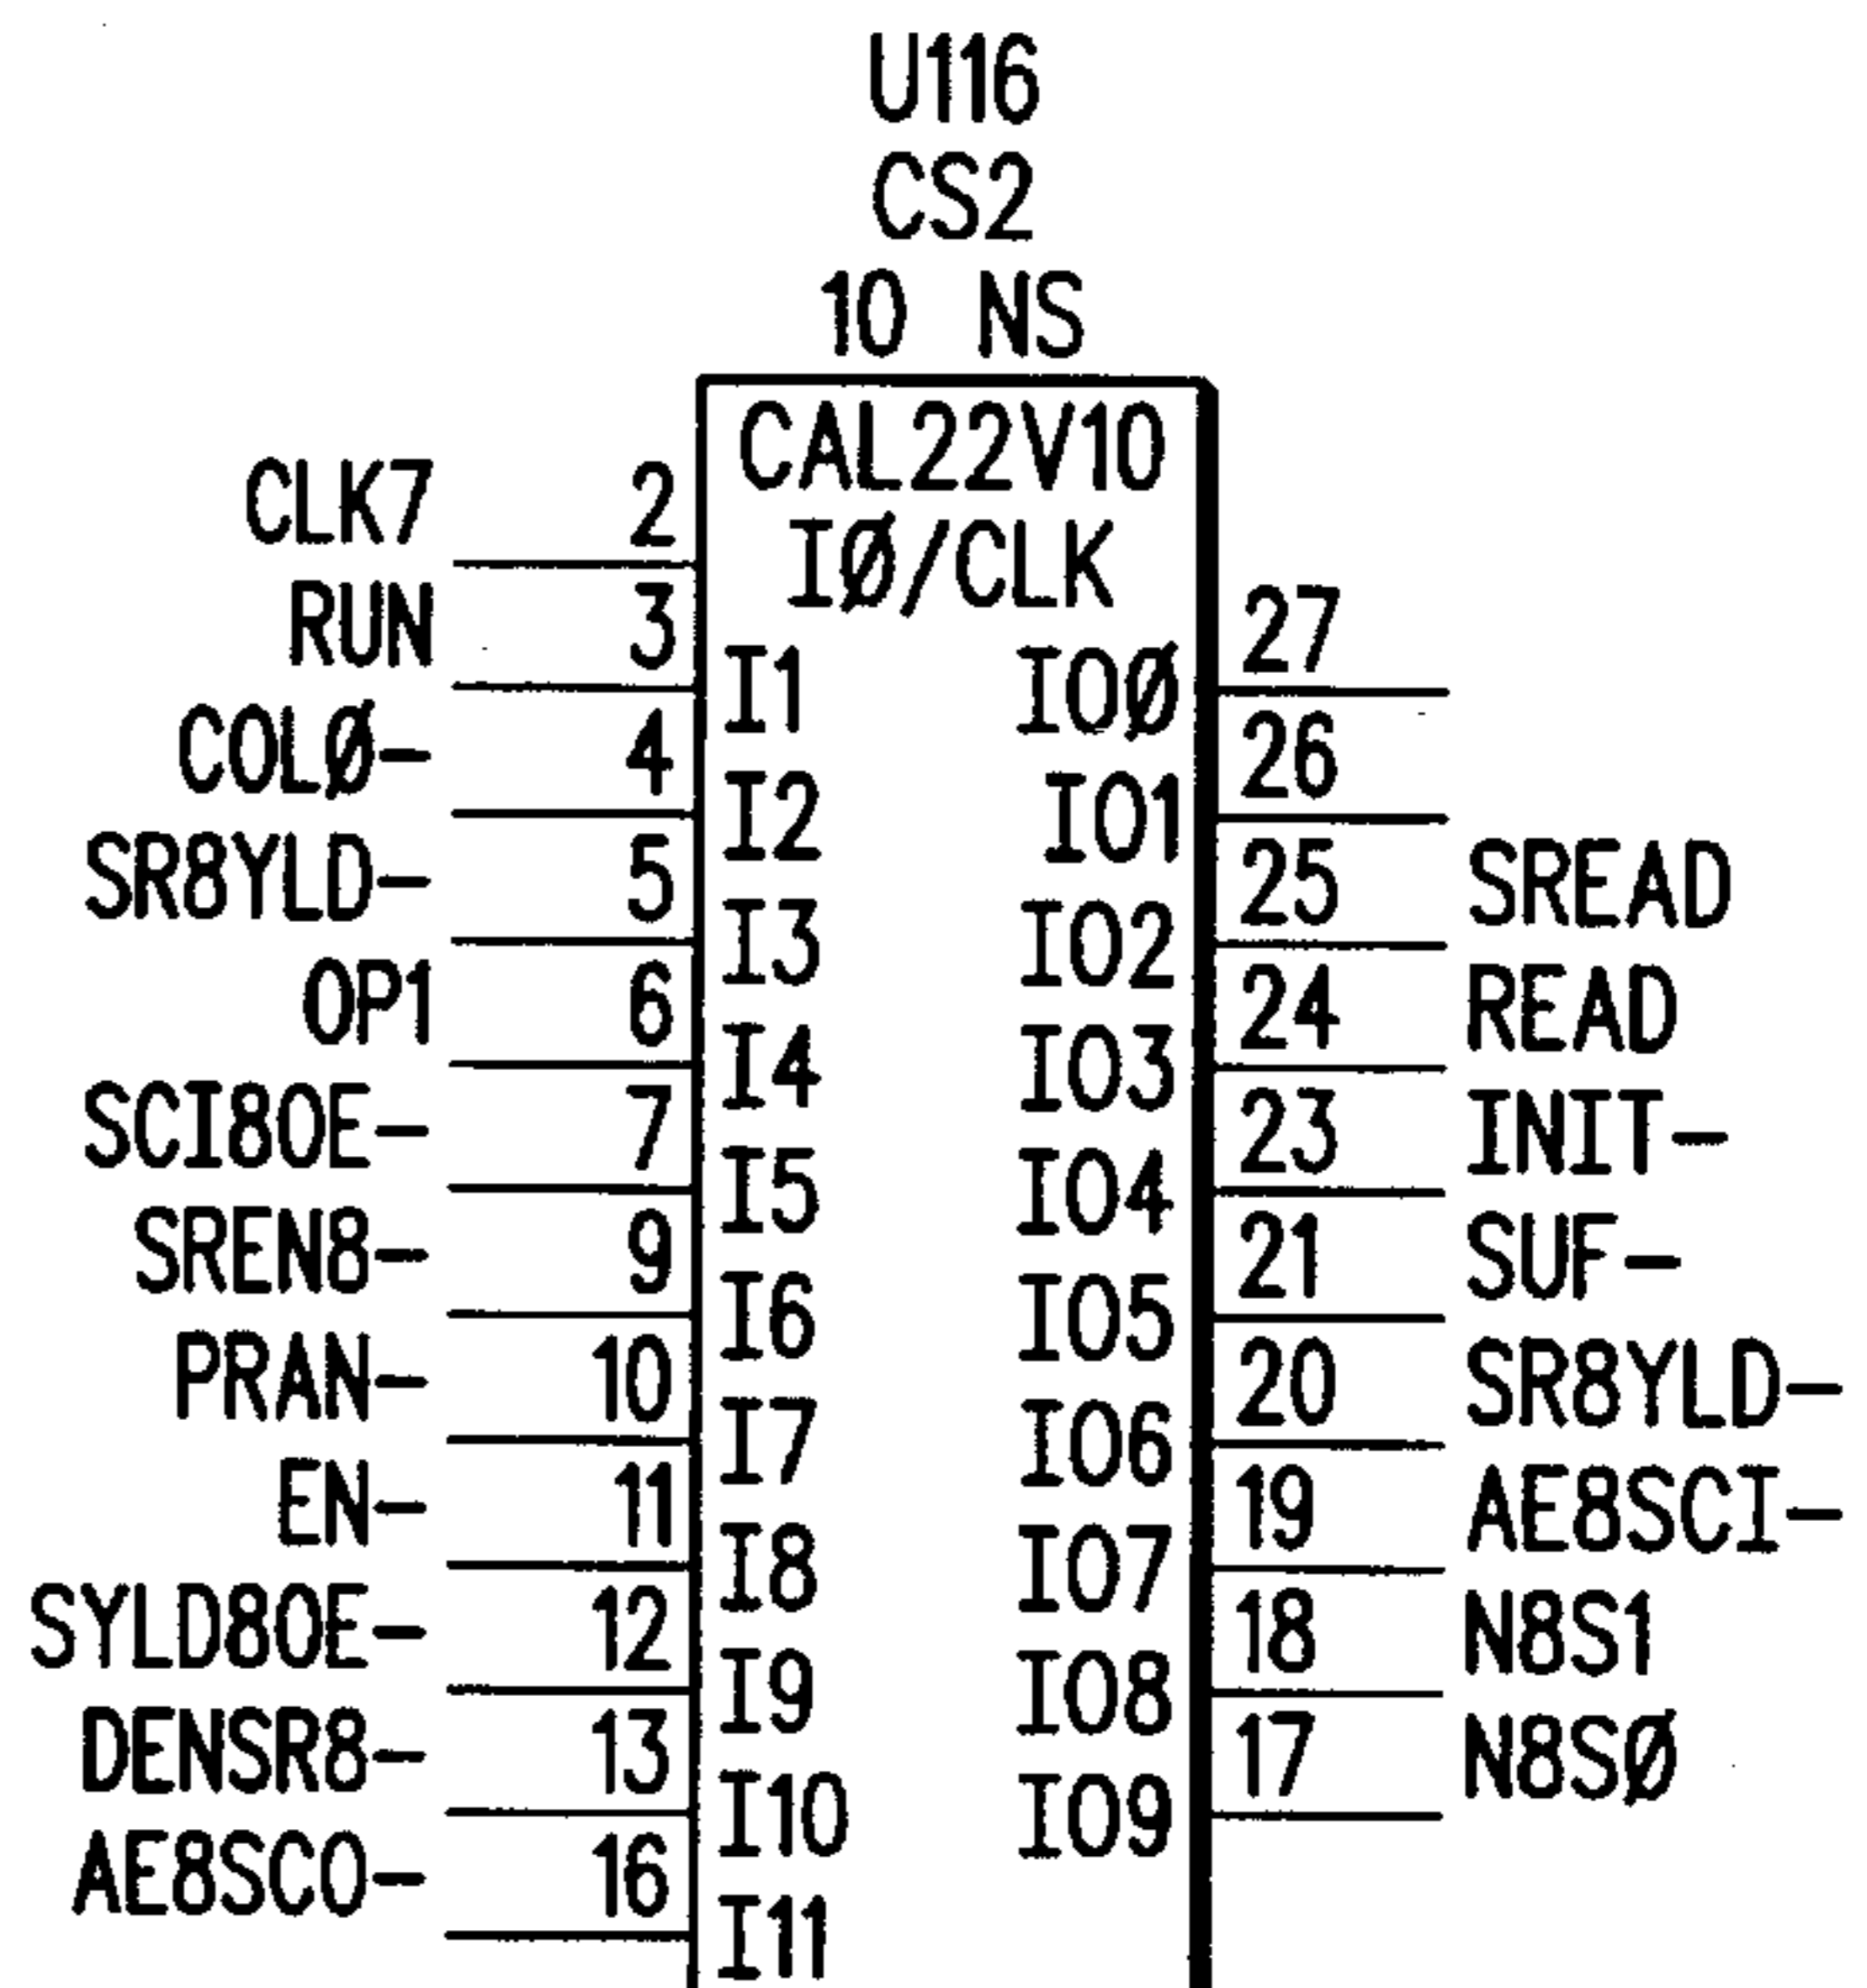 U116
CS2
10 NS
CAL22V10
CLK7 2 IØ/CLK
RUN 3 I1 IOØ 27
COLØ- 4 I2 IO1 26
SR8YLD- 5 I3 IO2 25 SREAD
OP1 6 I4 IO3 24 READ
SCI8OE- 7 I5 IO4 23 INIT-
SREN8- 9 I6 IO5 21 SUF-
PRAN- 10 I7 IO6 20 SR8YLD-
EN- 11 I8 IO7 19 AE8SCI-
SYLD8OE- 12 I9 IO8 18 N8S1
DENSR8- 13 I10 IO9 17 N8SØ
AE8SCO- 16 I11